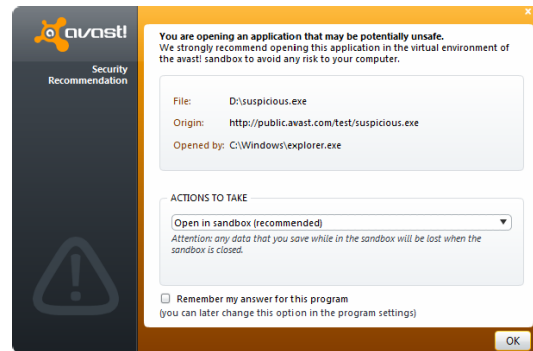 avast!
Security
Recommendation
You are opening an application that may be potentially unsafe.
We strongly recommend opening this application in the virtual environment of
the avast! sandbox to avoid any risk to your computer.
File: D:\suspicious.exe
Origin: http://public.avast.com/test/suspicious.exe
Opened by: C:\Windows\explorer.exe
ACTIONS TO TAKE
Open in sandbox (recommended)
Attention: any data that you save while in the sandbox will be lost when the
sandbox is closed.
Remember my answer for this program
(you can later change this option in the program settings)
OK